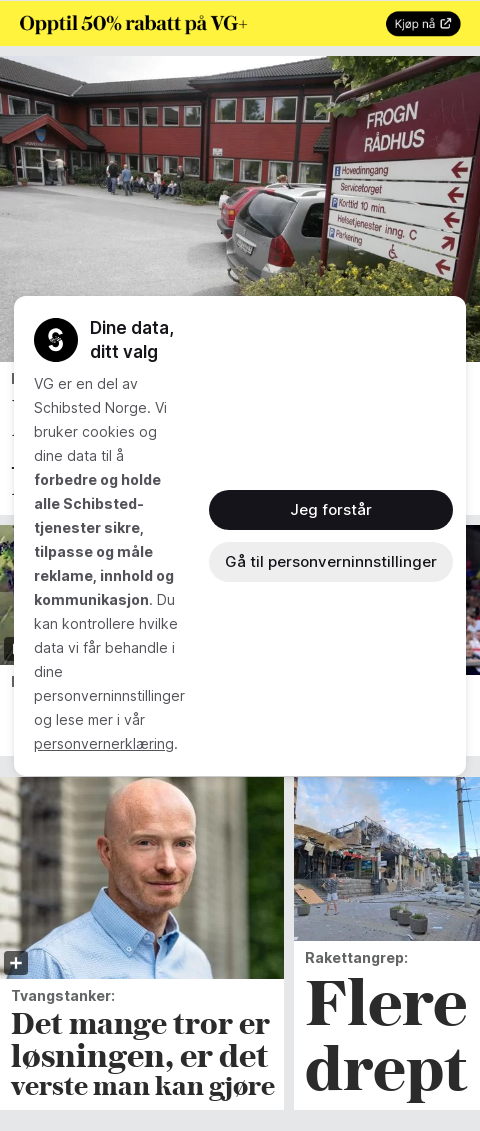 Opptil 50% rabatt på VG+
Kjøp nå
FROGN
RÅDHUS
Hovedinngang
Servicetorget
P Korttid 10 min.
Helsetjenester inng. C
P Parkering
Dine data,
ditt valg
VG er en del av
Schibsted Norge. Vi
bruker cookies og
dine data til å
forbedre og holde
alle Schibsted-
tjenester sikre,
tilpasse og måle
reklame, innhold og
kommunikasjon. Du
kan kontrollere hvilke
data vi får behandle i
dine
personverninnstillinger
og lese mer i vår
personvernerklæring.
Jeg forstår
Gå til personverninnstillinger
Tvangstanker:
Det mange tror er
løsningen, er det
verste man kan gjøre
Rakettangrep:
Flere
drept